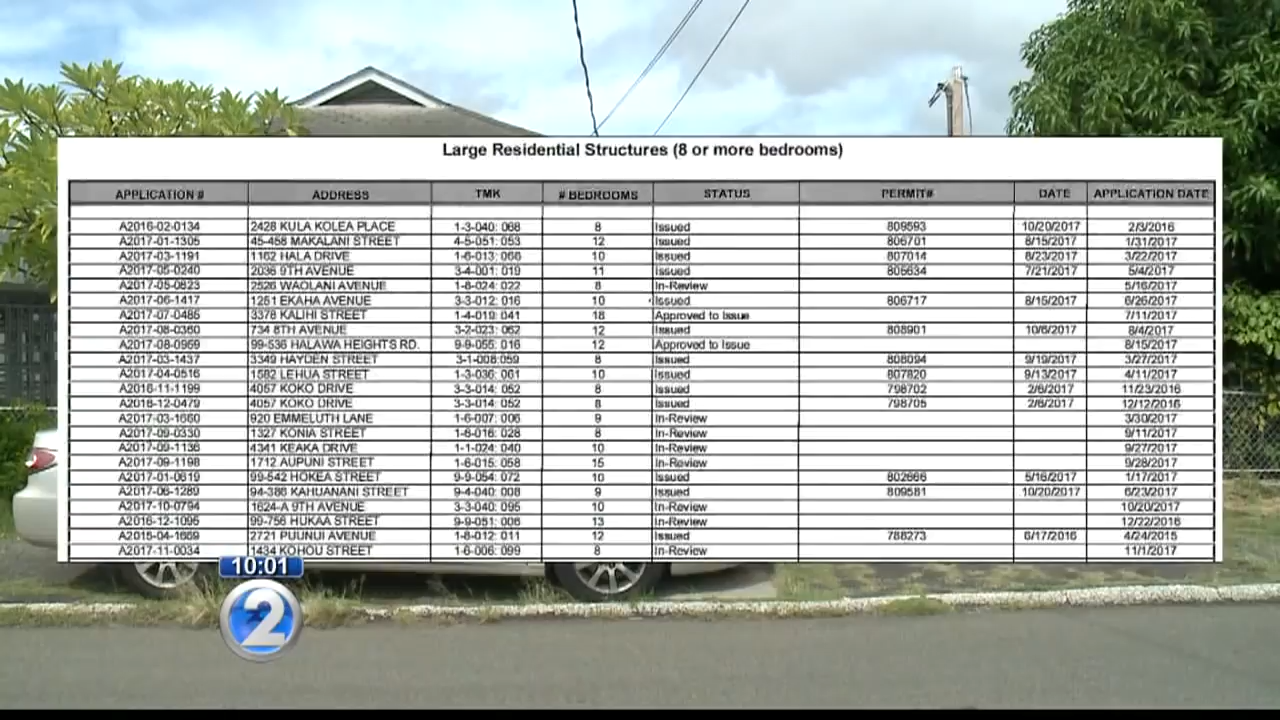 Large Residential Structures (8 or more bedrooms)
APPLICATION # ADDRESS TMK # BEDROOMS STATUS PERMIT# DATE APPLICATION DATE
A2016-02-0134 2428 KULA KOLEA PLACE 1-3-040: 068 8 Issued 809593 10/20/2017 2/3/2016
A2017-01-1305 45-458 MAKALANI STREET 4-5-051: 053 12 Issued 806701 8/15/2017 1/31/2017
A2017-03-1191 1162 HALA DRIVE 1-6-013: 066 10 Issued 807014 8/23/2017 3/22/2017
A2017-05-0240 2036 9TH AVENUE 3-4-001: 019 11 Issued 805634 7/21/2017 5/4/2017
A2017-05-0823 2526 WAOLANI AVENUE 1-8-024: 022 8 In-Review 5/16/2017
A2017-06-1417 1251 EKAHA AVENUE 3-3-012: 016 10 Issued 806717 8/15/2017 6/26/2017
A2017-07-0485 3378 KALIHI STREET 1-4-019: 041 18 Approved to Issue 7/11/2017
A2017-08-0360 734 8TH AVENUE 3-2-023: 062 12 Issued 808901 10/6/2017 8/4/2017
A2017-08-0959 99-536 HALAWA HEIGHTS RD. 9-9-055: 016 12 Approved to Issue 8/15/2017
A2017-03-1437 3349 HAYDEN STREET 3-1-008:059 8 Issued 808094 9/19/2017 3/27/2017
A2017-04-0516 1582 LEHUA STREET 1-3-036: 061 10 Issued 807820 9/13/2017 4/11/2017
A2016-11-1199 4057 KOKO DRIVE 3-3-014: 052 8 Issued 798702 2/6/2017 11/23/2016
A2016-12-0479 4057 KOKO DRIVE 3-3-014: 052 8 Issued 798705 2/6/2017 12/12/2016
A2017-03-1660 920 EMMELUTH LANE 1-6-007: 006 9 In-Review 3/30/2017
A2017-09-0330 1327 KONIA STREET 1-6-016: 028 8 In-Review 9/11/2017
A2017-09-1136 4341 KEAKA DRIVE 1-1-024: 040 10 In-Review 9/27/2017
A2017-09-1198 1712 AUPUNI STREET 1-6-015: 058 15 In-Review 9/28/2017
A2017-01-0619 99-542 HOKEA STREET 9-9-054: 072 10 Issued 802666 5/16/2017 1/17/2017
A2017-06-1289 94-386 KAHUANANI STREET 9-4-040: 008 9 Issued 809581 10/20/2017 6/23/2017
A2017-10-0794 1624-A 9TH AVENUE 3-3-040: 095 10 In-Review 10/20/2017
A2016-12-1095 99-756 HUKAA STREET 9-9-051: 006 13 In-Review 12/22/2016
A2015-04-1669 2721 PUUNUI AVENUE 1-8-012: 011 12 Issued 788273 6/17/2016 4/24/2015
A2017-11-0034 1434 KOHOU STREET 1-6-006: 099 8 In-Review 11/1/2017
10:01
2